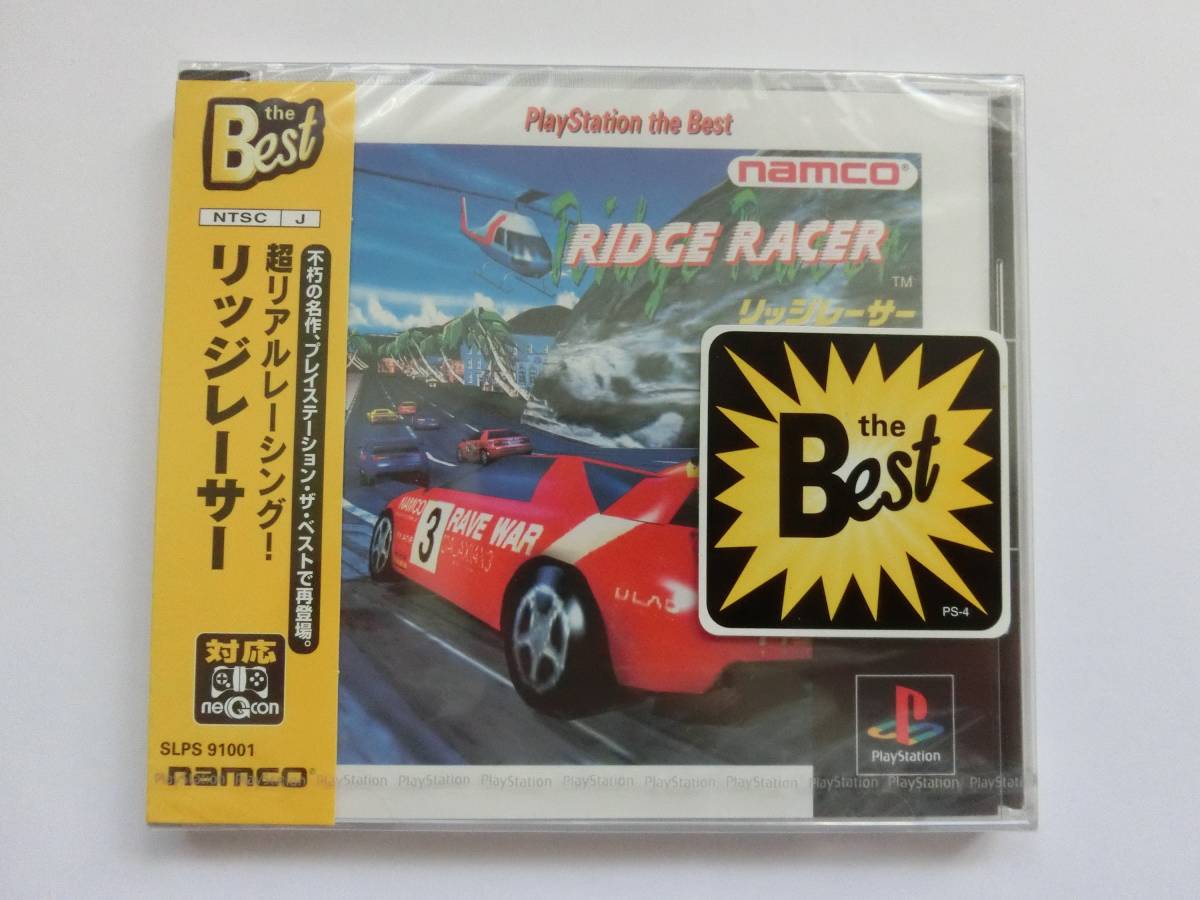 the
Best
NTSC J
不朽の名作、プレイステーション・ザ・ベストで再登場。
超リアルレーシング!
リッジレーサー
対応
neGcon
SLPS 91001
namco®
PlayStation the Best
namco®
Ridge Racer
RIDGE RACER
TM
リッジレーサー
the
Best
PS-4
NAMCO
3
RAVE WAR
GALAXIAN3
PlayStation
PlayStation PlayStation PlayStation PlayStation PlayStation PlayStation PlayStation PlayStation PlayStation PlayStation PlayStation